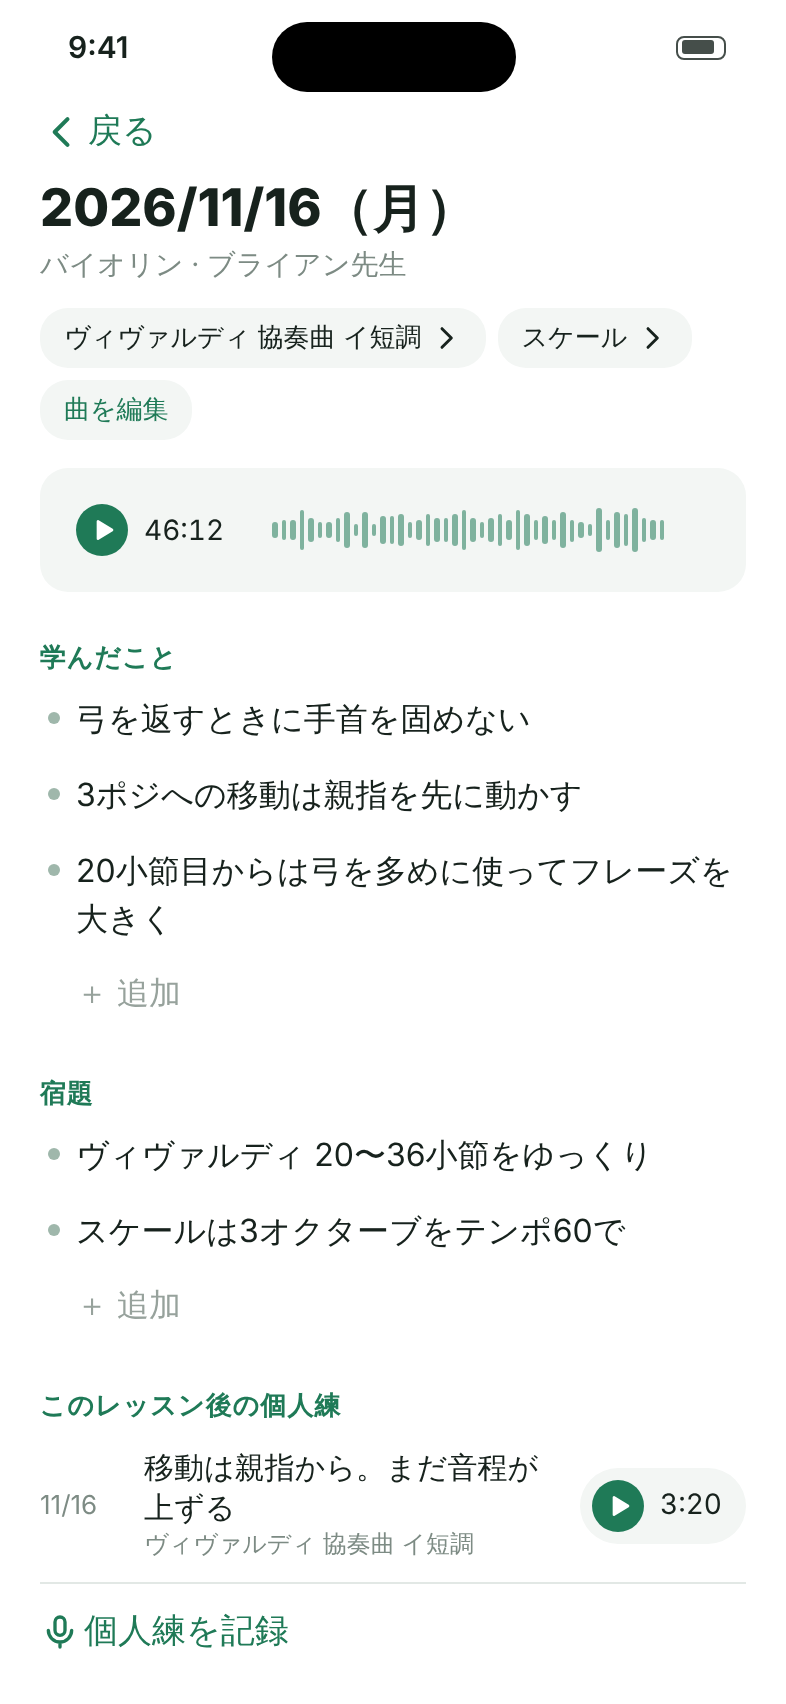 9:41
戻る
2026/11/16（月）
バイオリン · ブライアン先生
ヴィヴァルディ 協奏曲 イ短調
スケール
曲を編集
46:12
学んだこと
弓を返すときに手首を固めない
3ポジへの移動は親指を先に動かす
20小節目からは弓を多めに使ってフレーズを
大きく
＋ 追加
宿題
ヴィヴァルディ 20〜36小節をゆっくり
スケールは3オクターブをテンポ60で
＋ 追加
このレッスン後の個人練
11/16
移動は親指から。まだ音程が
上ずる
ヴィヴァルディ 協奏曲 イ短調
3:20
個人練を記録